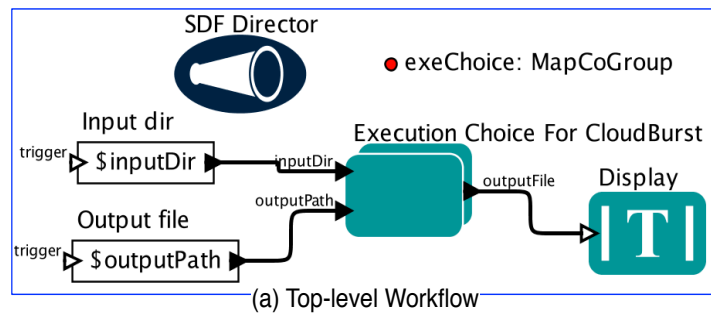 SDF Director
exeChoice: MapCoGroup
Input dir
trigger
$inputDir
inputDir
Execution Choice For CloudBurst
outputPath
outputFile
Display
T
Output file
trigger
$outputPath
(a) Top-level Workflow